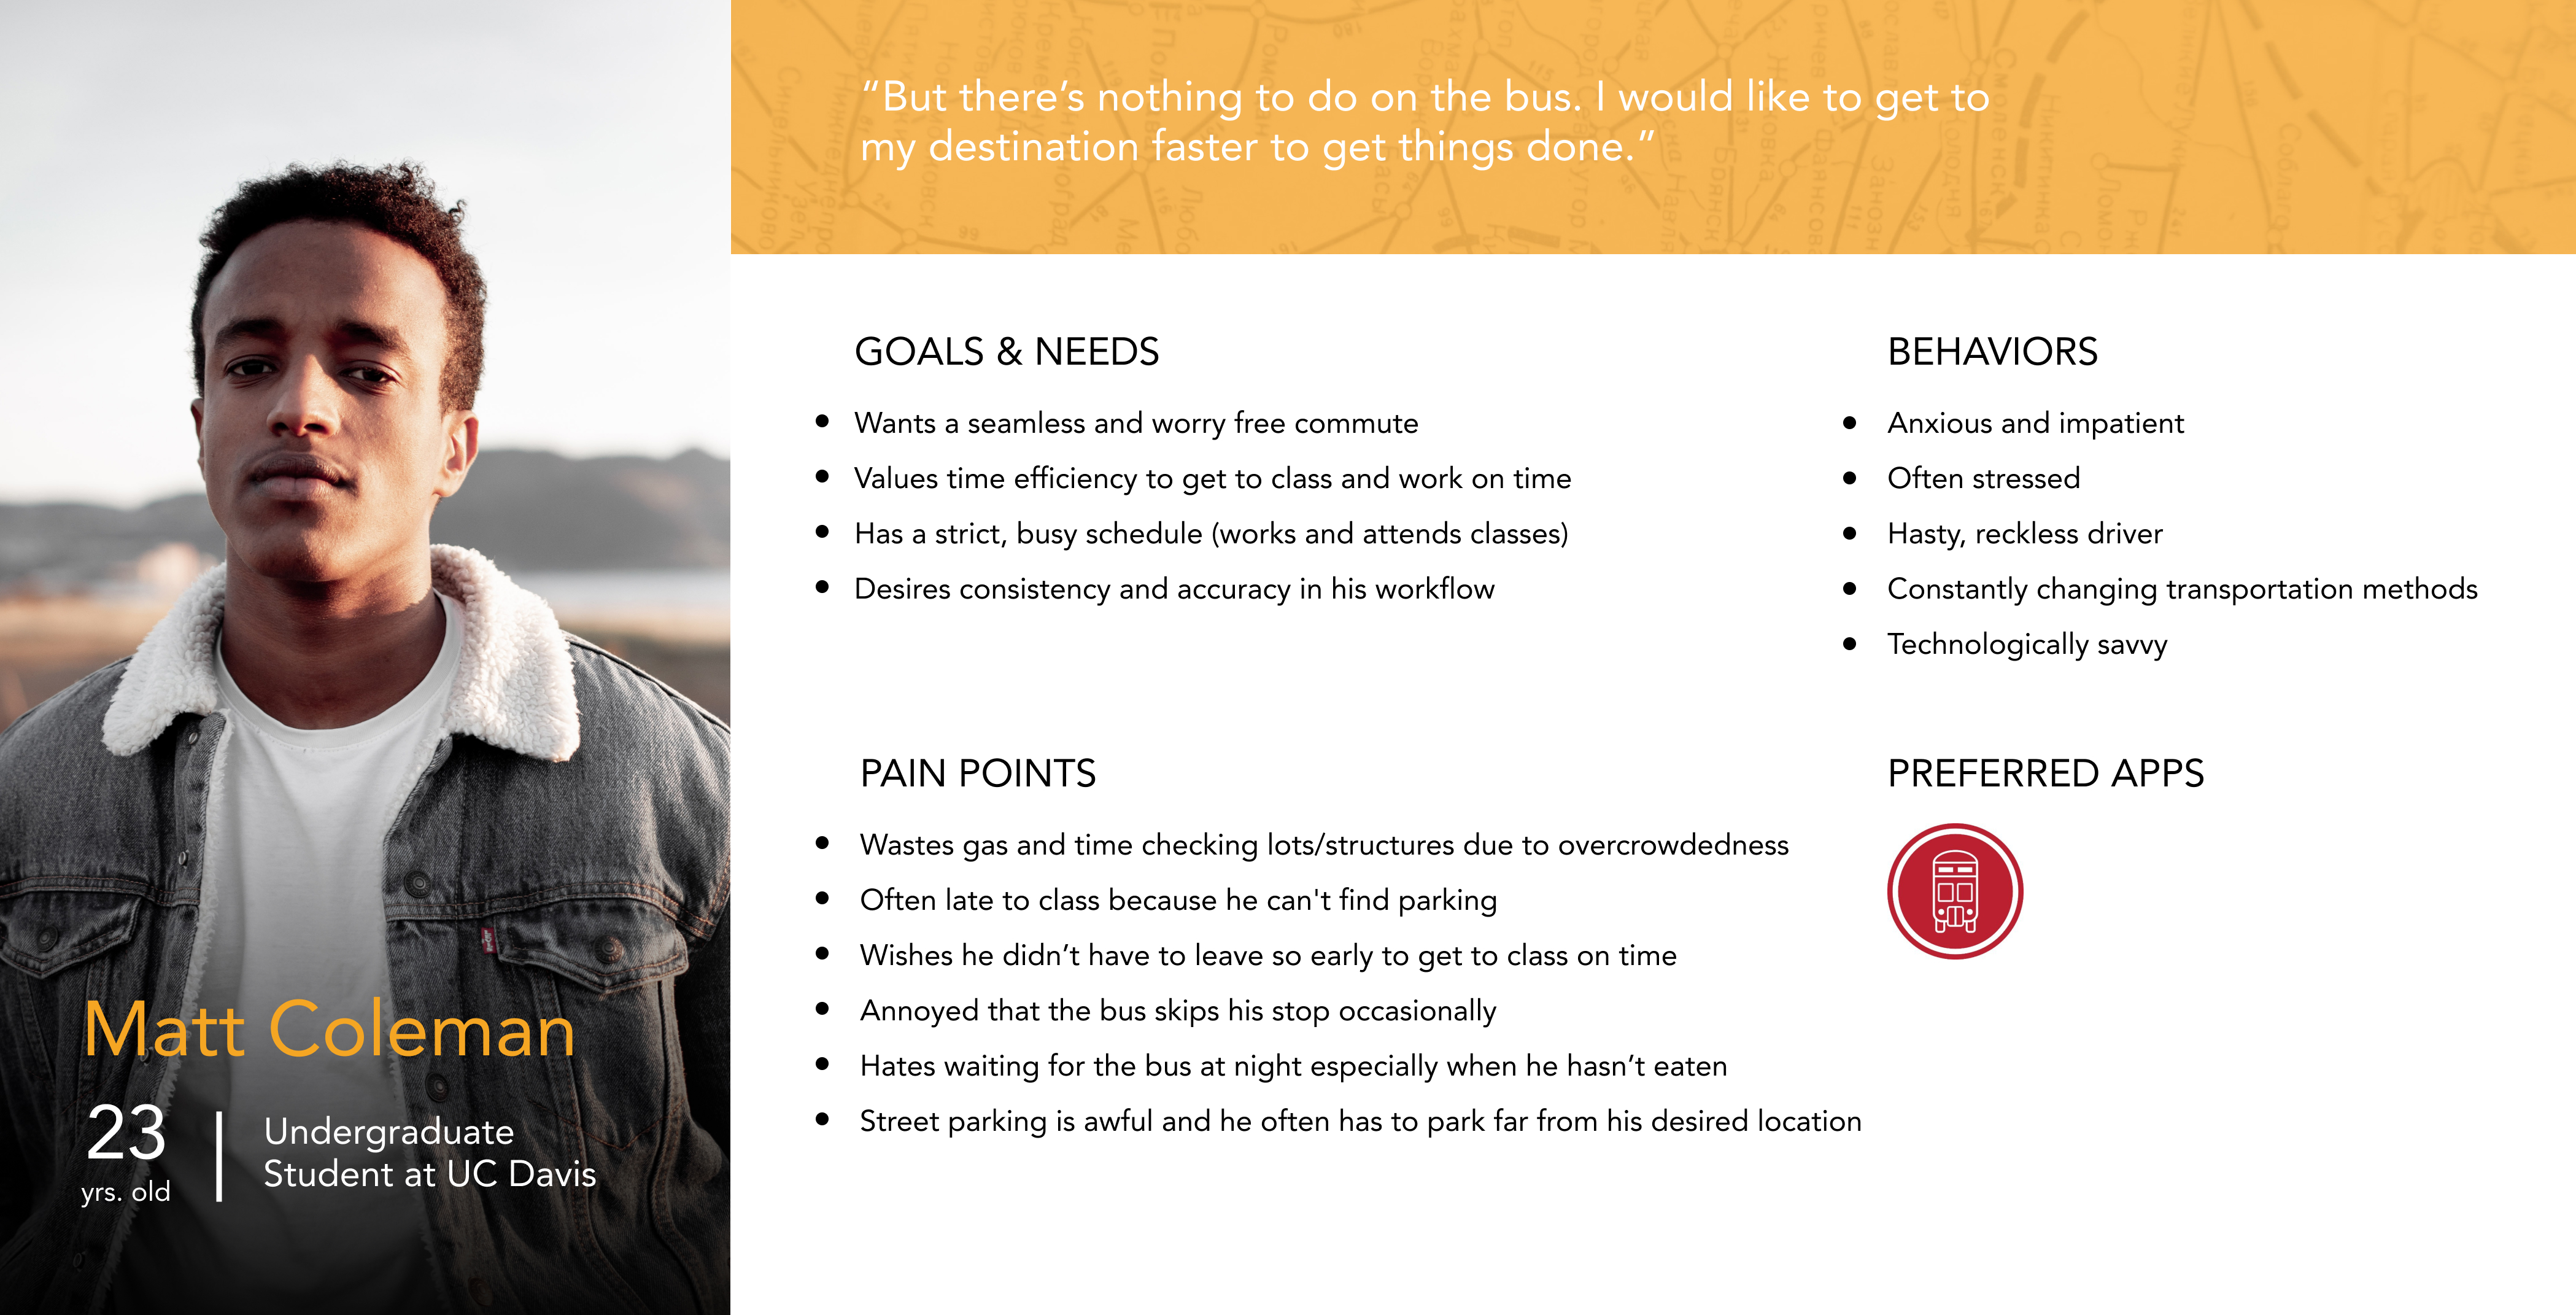 “But there’s nothing to do on the bus. I would like to get to
my destination faster to get things done.”
GOALS & NEEDS
Wants a seamless and worry free commute
Values time efficiency to get to class and work on time
Has a strict, busy schedule (works and attends classes)
Desires consistency and accuracy in his workflow
BEHAVIORS
Anxious and impatient
Often stressed
Hasty, reckless driver
Constantly changing transportation methods
Technologically savvy
PAIN POINTS
Wastes gas and time checking lots/structures due to overcrowdedness
Often late to class because he can't find parking
Wishes he didn’t have to leave so early to get to class on time
Annoyed that the bus skips his stop occasionally
Hates waiting for the bus at night especially when he hasn’t eaten
Street parking is awful and he often has to park far from his desired location
PREFERRED APPS
Matt Coleman
23
yrs. old
Undergraduate
Student at UC Davis